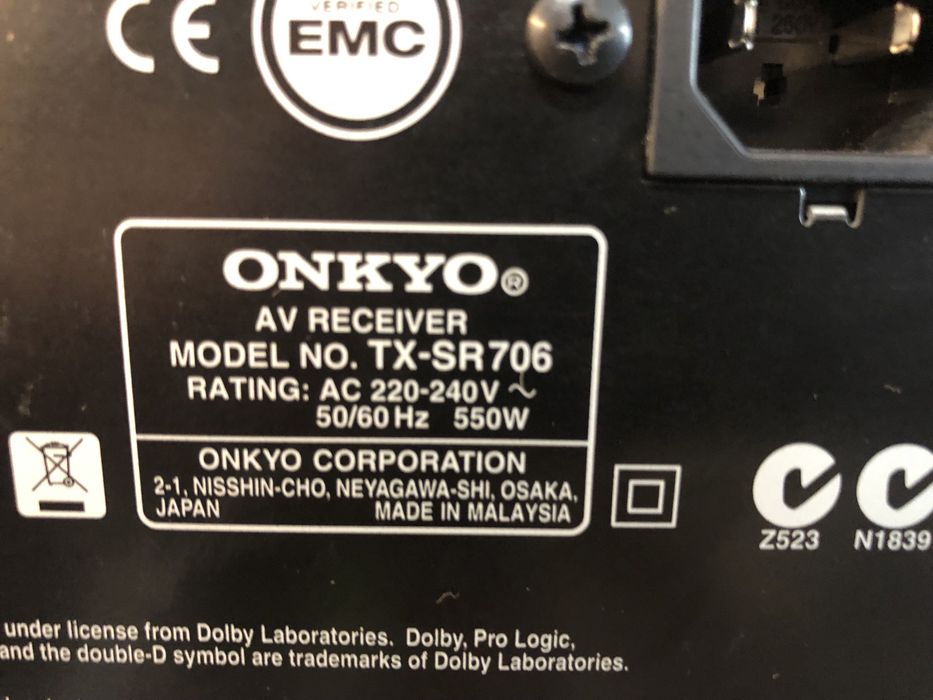 CE
VERIFIED
EMC
ONKYO®
AV RECEIVER
MODEL NO. TX-SR706
RATING: AC 220-240V ~
50/60 Hz 550W
ONKYO CORPORATION
2-1, NISSHIN-CHO, NEYAGAWA-SHI, OSAKA,
JAPAN MADE IN MALAYSIA
Z523 N1839
under license from Dolby Laboratories. Dolby, Pro Logic,
and the double-D symbol are trademarks of Dolby Laboratories.